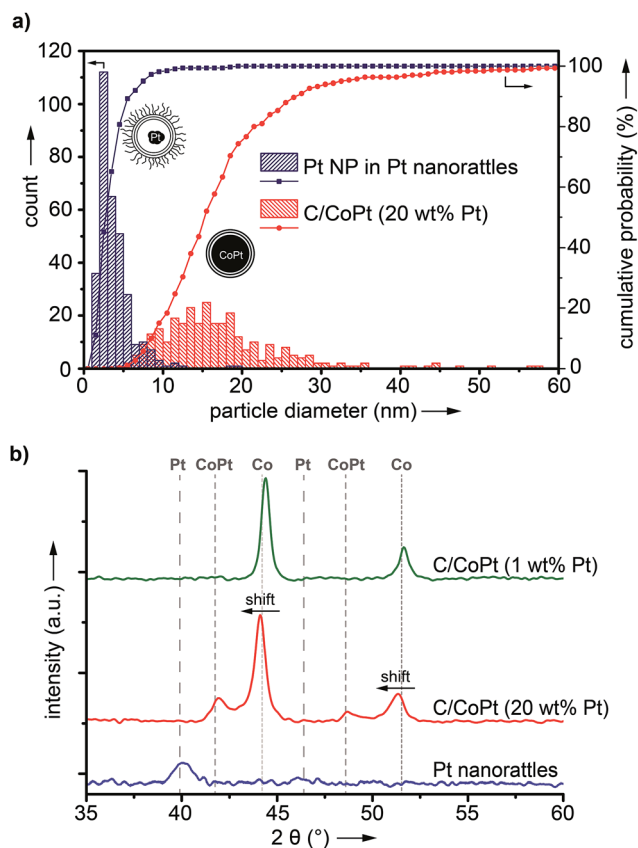 a)
120
100
80
60
40
20
0
count
100
80
60
40
20
0
cumulative probability (%)
Pt
Pt NP in Pt nanorattles
C/CoPt (20 wt% Pt)
CoPt
0 10 20 30 40 50 60
particle diameter (nm)
b)
Pt CoPt Co Pt CoPt Co
C/CoPt (1 wt% Pt)
shift
shift
C/CoPt (20 wt% Pt)
Pt nanorattles
intensity (a.u.)
35 40 45 50 55 60
2 θ (°)